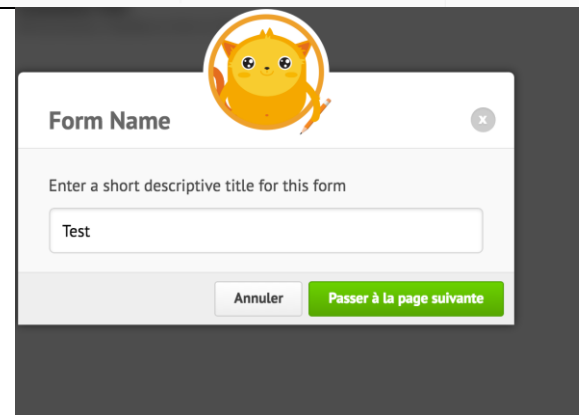 Form Name
x
Enter a short descriptive title for this form
Test
Annuler
Passer à la page suivante